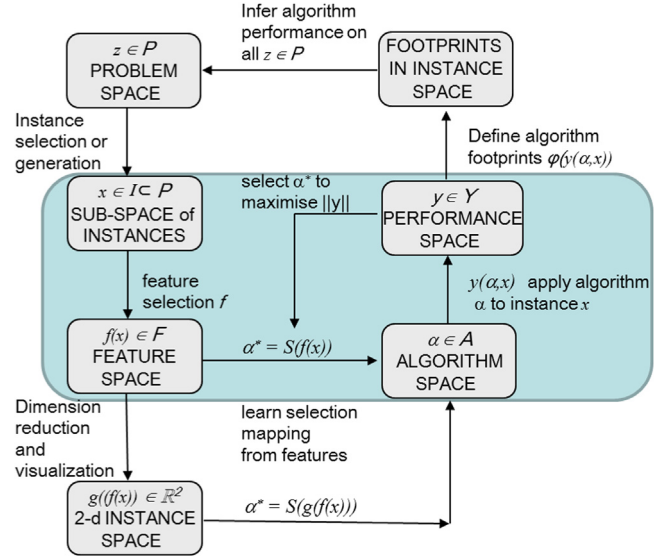 Infer algorithm
performance on
all z ∈ P
z ∈ P
PROBLEM
SPACE
FOOTPRINTS
IN INSTANCE
SPACE
Instance
selection or
generation
Define algorithm
footprints φ(y(α,x))
x ∈ I⊂ P
SUB-SPACE of
INSTANCES
select α* to
maximise ||y||
y ∈ Y
PERFORMANCE
SPACE
feature
selection f
y(α,x) apply algorithm
α to instance x
f(x) ∈ F
FEATURE
SPACE
α* = S(f(x))
α ∈ A
ALGORITHM
SPACE
Dimension
reduction
and
visualization
learn selection
mapping
from features
g((f(x)) ∈ ℝ²
2-d INSTANCE
SPACE
α* = S(g(f(x)))